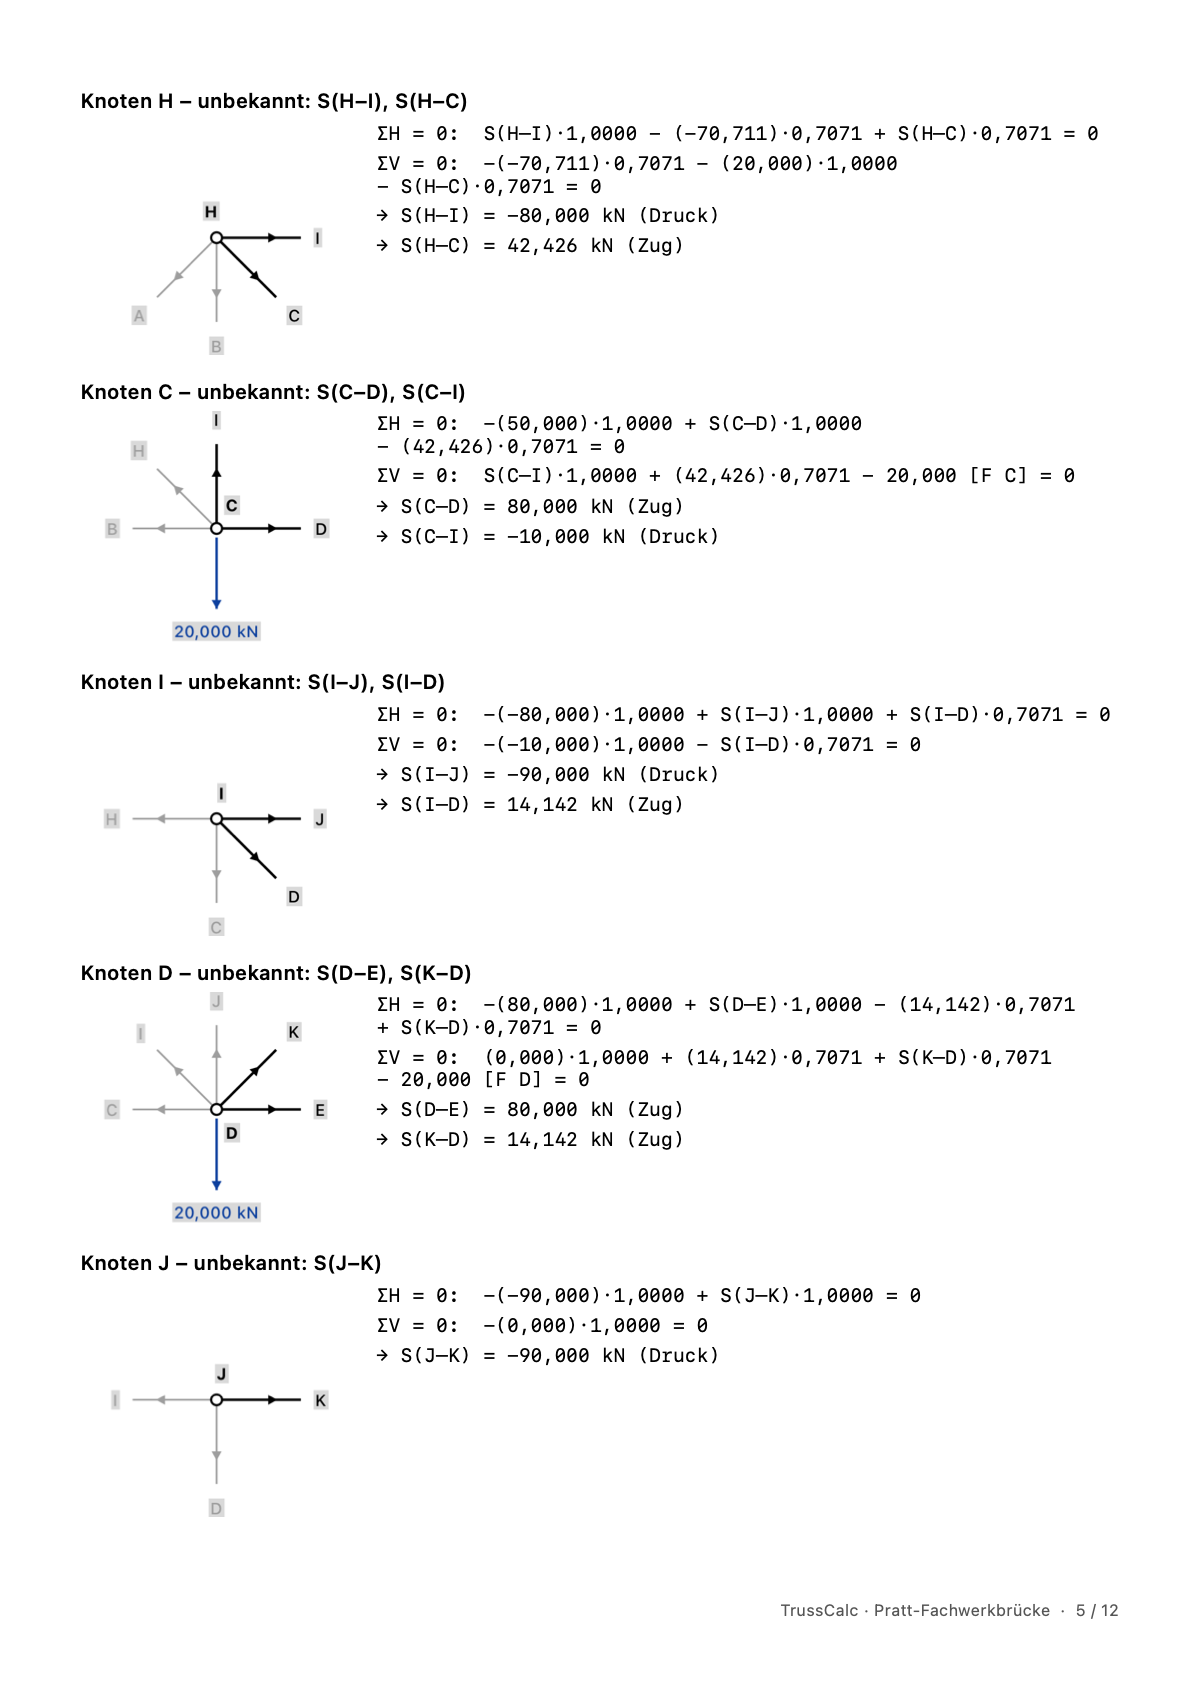 Knoten H – unbekannt: S(H–I), S(H–C)
ΣH = 0:  S(H–I)·1,0000 − (−70,711)·0,7071 + S(H–C)·0,7071 = 0
ΣV = 0:  −(−70,711)·0,7071 − (20,000)·1,0000
− S(H–C)·0,7071 = 0
→ S(H–I) = −80,000 kN (Druck)
→ S(H–C) = 42,426 kN (Zug)
H
I
A
C
B
Knoten C – unbekannt: S(C–D), S(C–I)
ΣH = 0:  −(50,000)·1,0000 + S(C–D)·1,0000
− (42,426)·0,7071 = 0
ΣV = 0:  S(C–I)·1,0000 + (42,426)·0,7071 − 20,000 [F C] = 0
→ S(C–D) = 80,000 kN (Zug)
→ S(C–I) = −10,000 kN (Druck)
I
H
C
B
D
20,000 kN
Knoten I – unbekannt: S(I–J), S(I–D)
ΣH = 0:  −(−80,000)·1,0000 + S(I–J)·1,0000 + S(I–D)·0,7071 = 0
ΣV = 0:  −(−10,000)·1,0000 − S(I–D)·0,7071 = 0
→ S(I–J) = −90,000 kN (Druck)
→ S(I–D) = 14,142 kN (Zug)
I
H
J
D
C
Knoten D – unbekannt: S(D–E), S(K–D)
ΣH = 0:  −(80,000)·1,0000 + S(D–E)·1,0000 − (14,142)·0,7071
+ S(K–D)·0,7071 = 0
ΣV = 0:  (0,000)·1,0000 + (14,142)·0,7071 + S(K–D)·0,7071
− 20,000 [F D] = 0
→ S(D–E) = 80,000 kN (Zug)
→ S(K–D) = 14,142 kN (Zug)
J
I
K
C
E
D
20,000 kN
Knoten J – unbekannt: S(J–K)
ΣH = 0:  −(−90,000)·1,0000 + S(J–K)·1,0000 = 0
ΣV = 0:  −(0,000)·1,0000 = 0
→ S(J–K) = −90,000 kN (Druck)
J
I
K
D
TrussCalc · Pratt-Fachwerkbrücke · 5 / 12